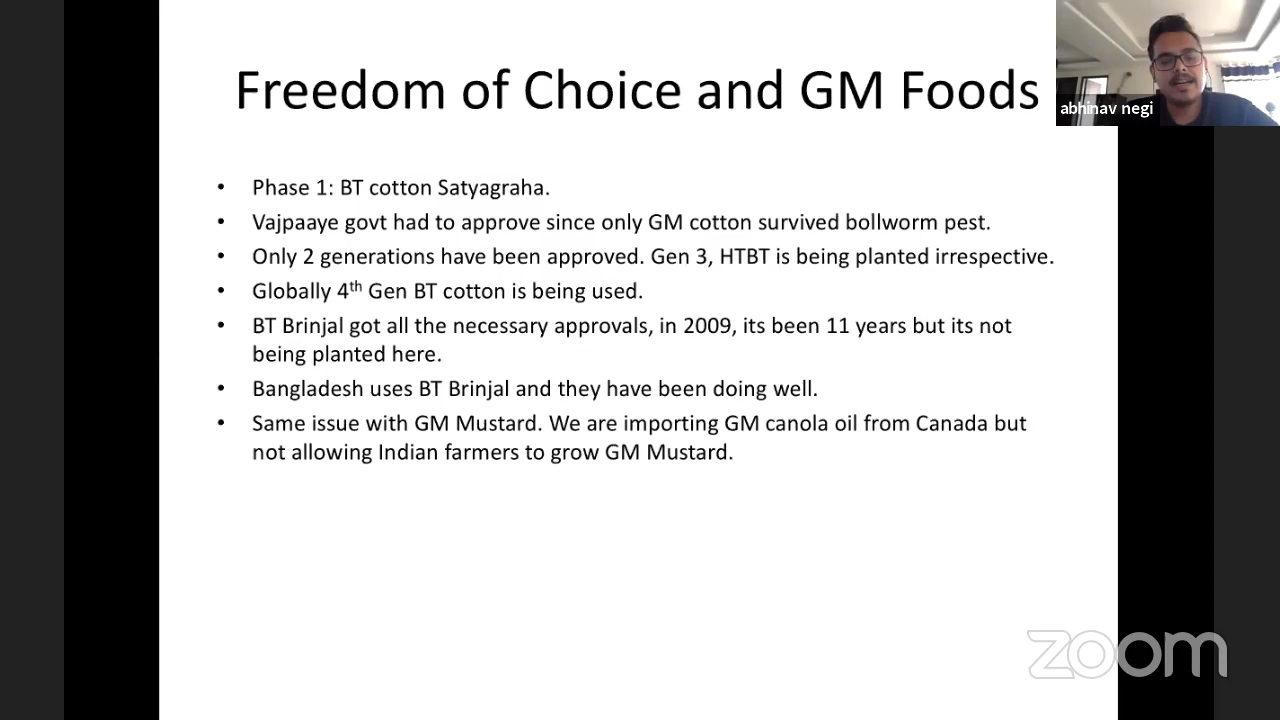 Freedom of Choice and GM Foods
abhinav negi
• Phase 1: BT cotton Satyagraha.
• Vajpaaye govt had to approve since only GM cotton survived bollworm pest.
• Only 2 generations have been approved. Gen 3, HTBT is being planted irrespective.
• Globally 4th Gen BT cotton is being used.
• BT Brinjal got all the necessary approvals, in 2009, its been 11 years but its not
being planted here.
• Bangladesh uses BT Brinjal and they have been doing well.
• Same issue with GM Mustard. We are importing GM canola oil from Canada but
not allowing Indian farmers to grow GM Mustard.
zoom